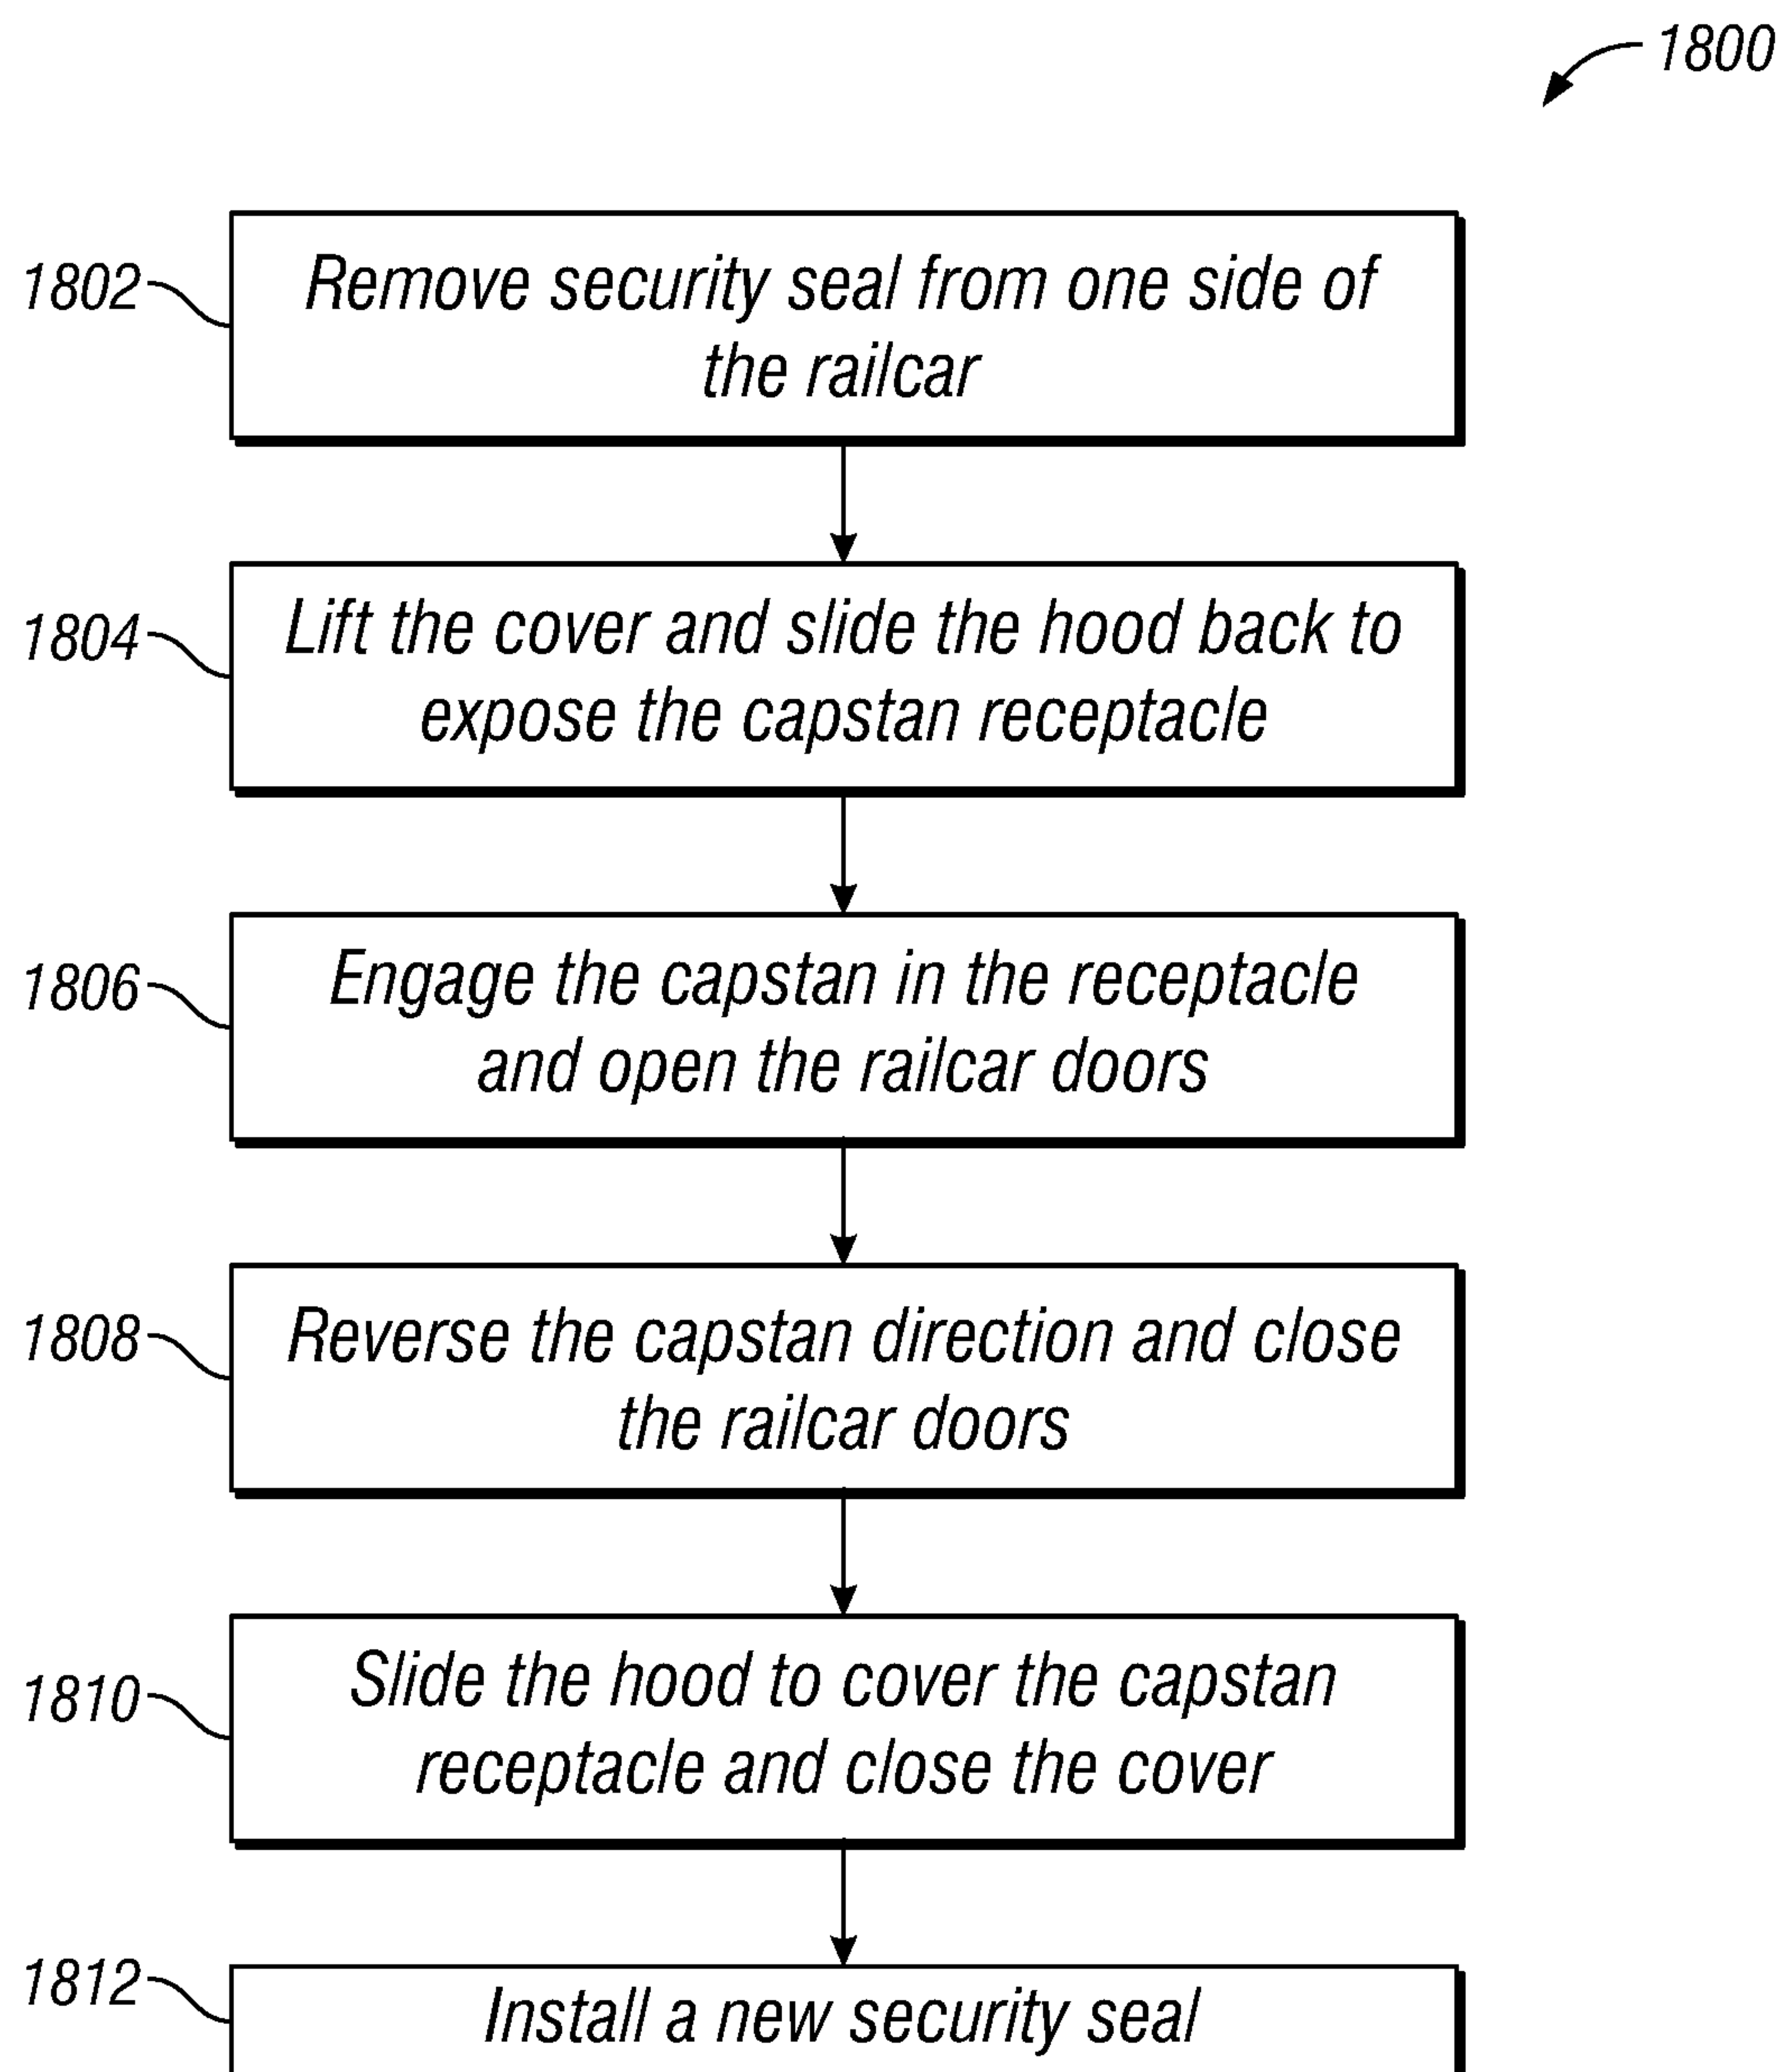 1800
1802
Remove security seal from one side of
the railcar
1804
Lift the cover and slide the hood back to
expose the capstan receptacle
1806
Engage the capstan in the receptacle
and open the railcar doors
1808
Reverse the capstan direction and close
the railcar doors
1810
Slide the hood to cover the capstan
receptacle and close the cover
1812
Install a new security seal